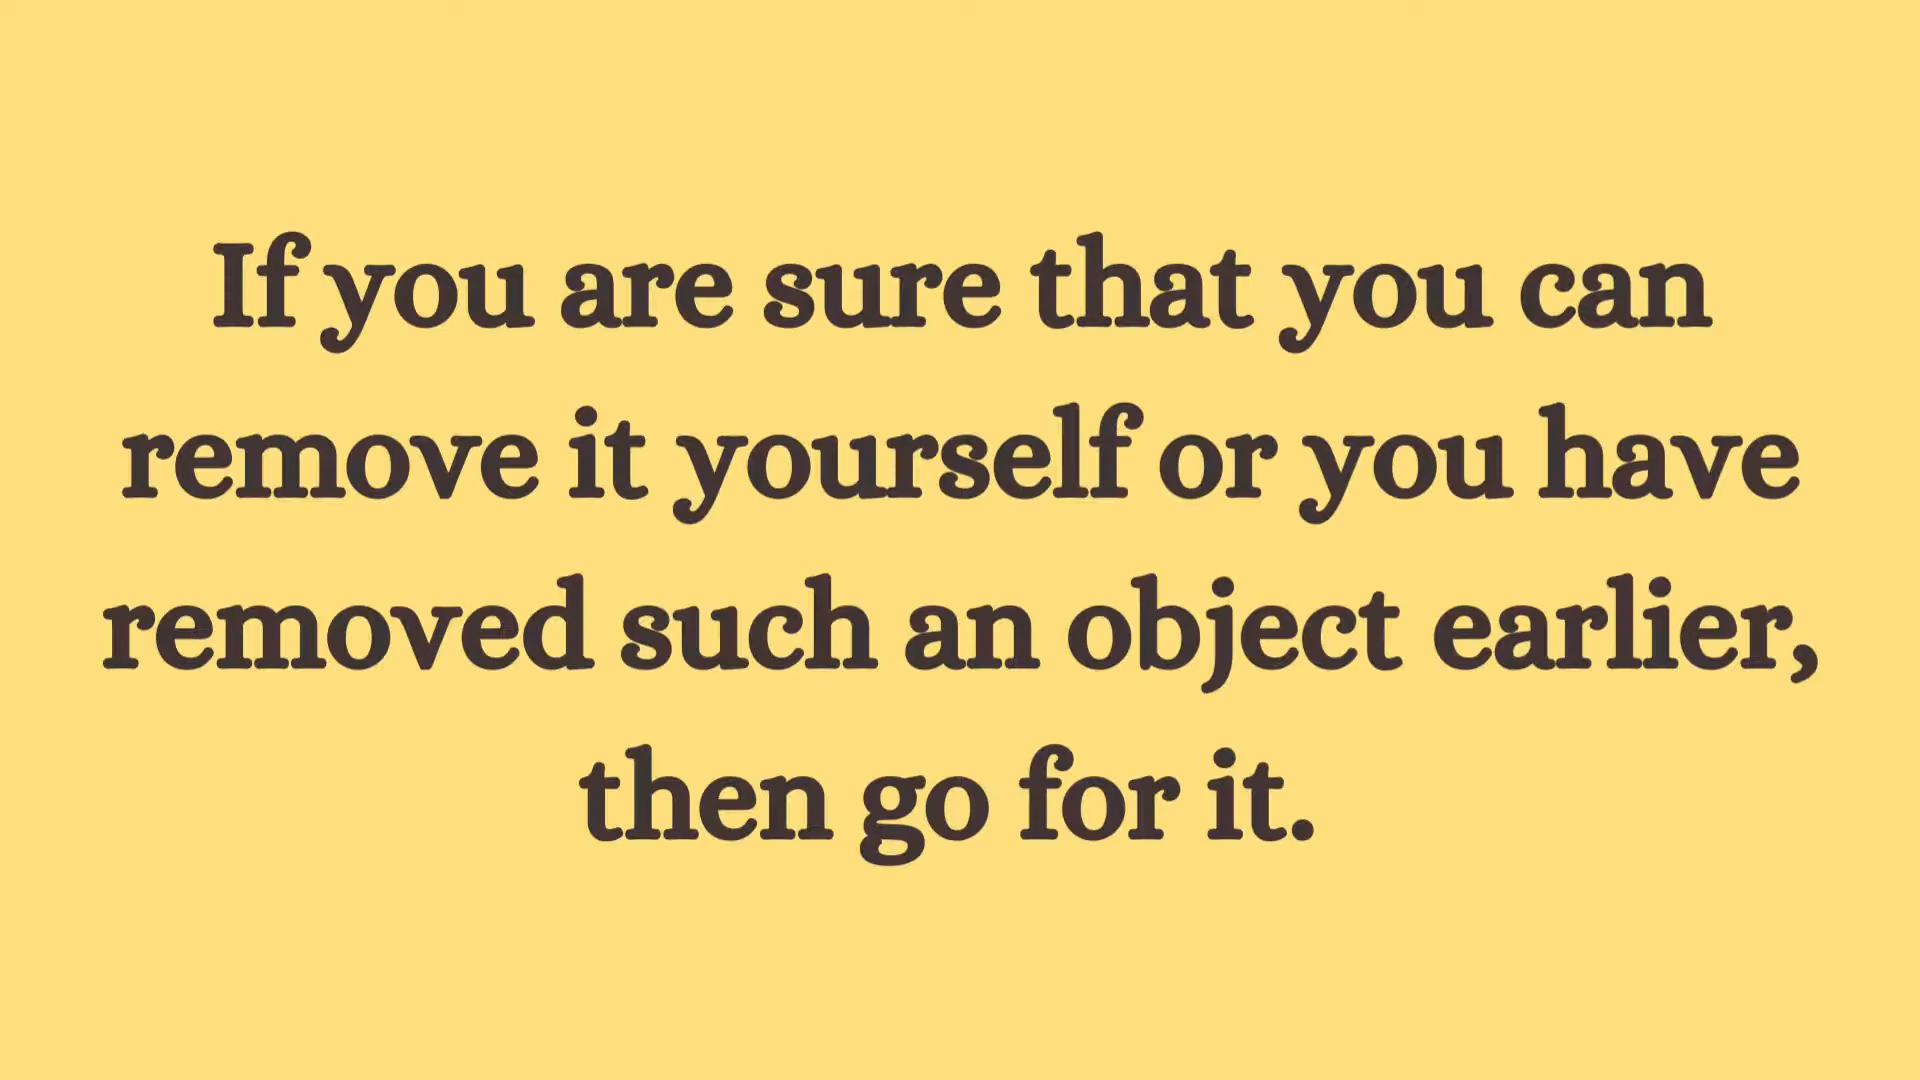 If you are sure that you can
remove it yourself or you have
removed such an object earlier,
then go for it.